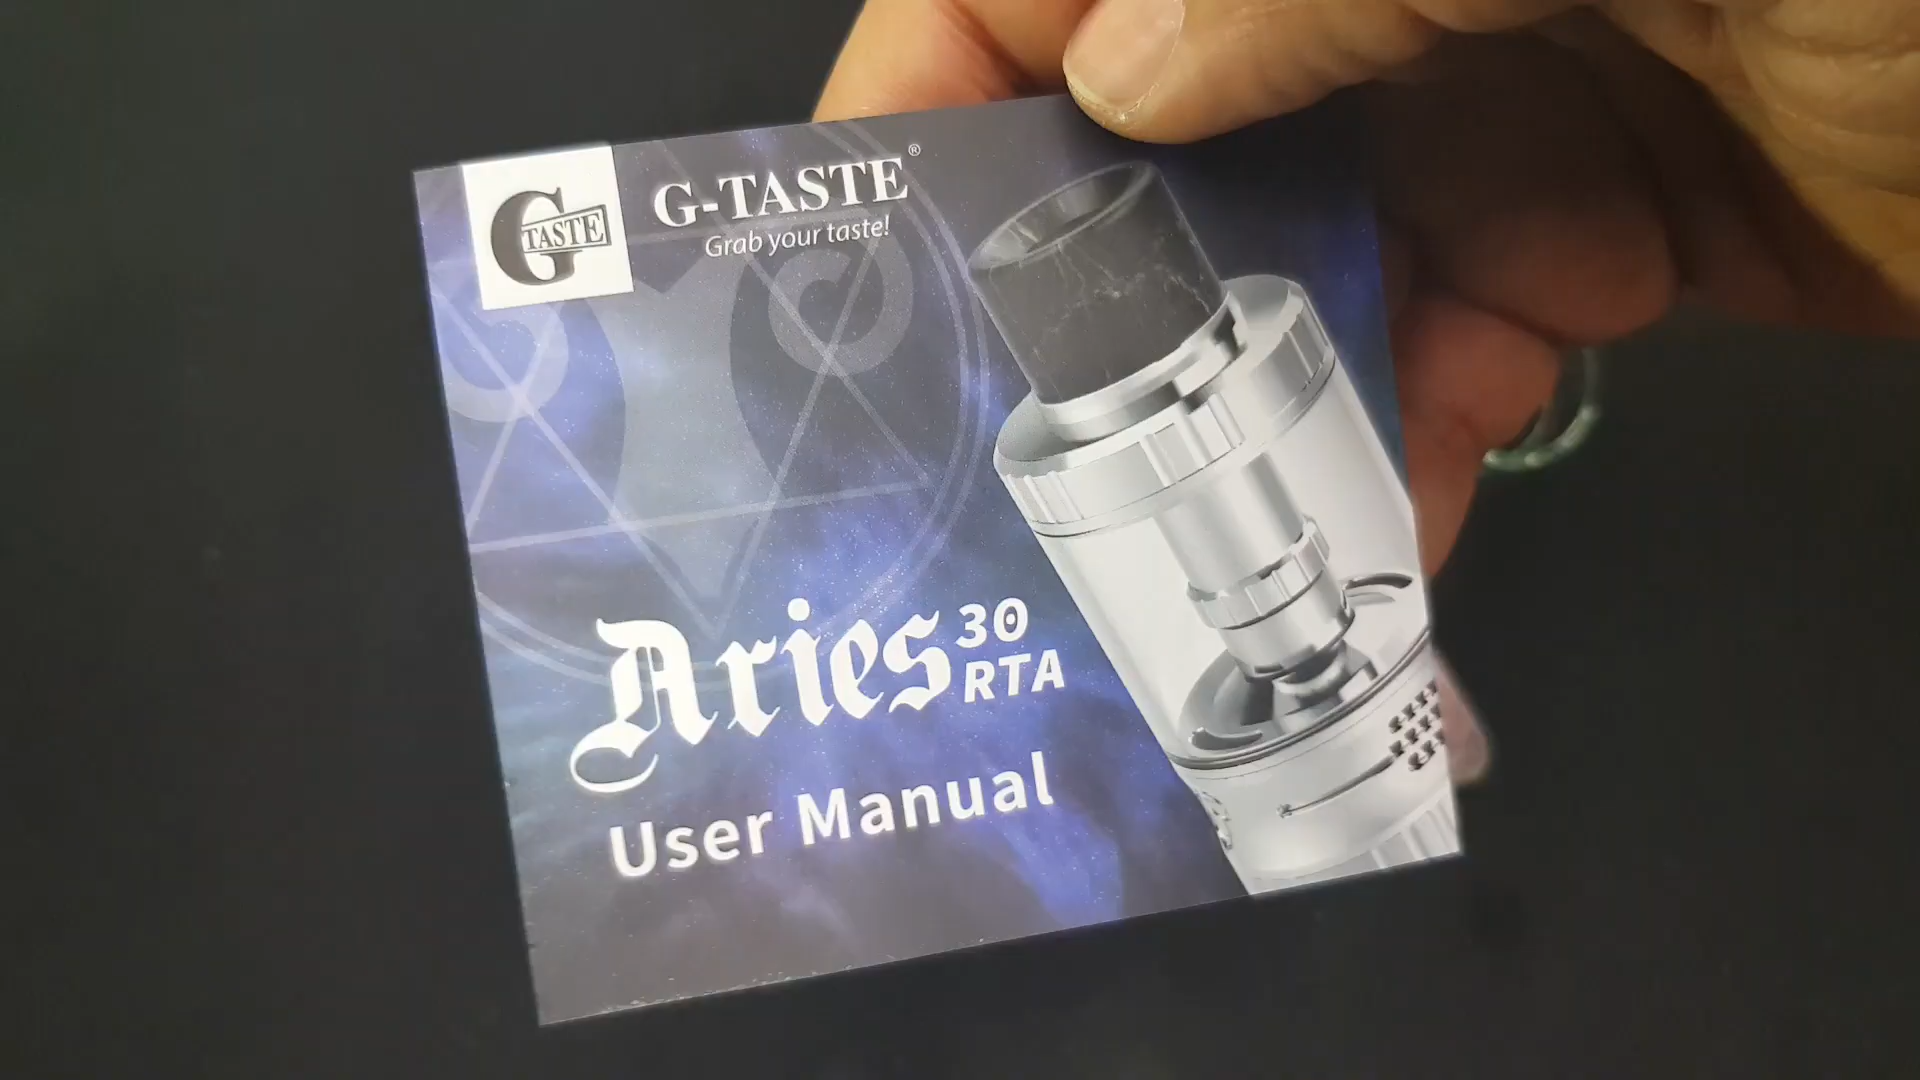 G
TASTE
G-TASTE®
Grab your taste!
Aries 30
RTA
User Manual